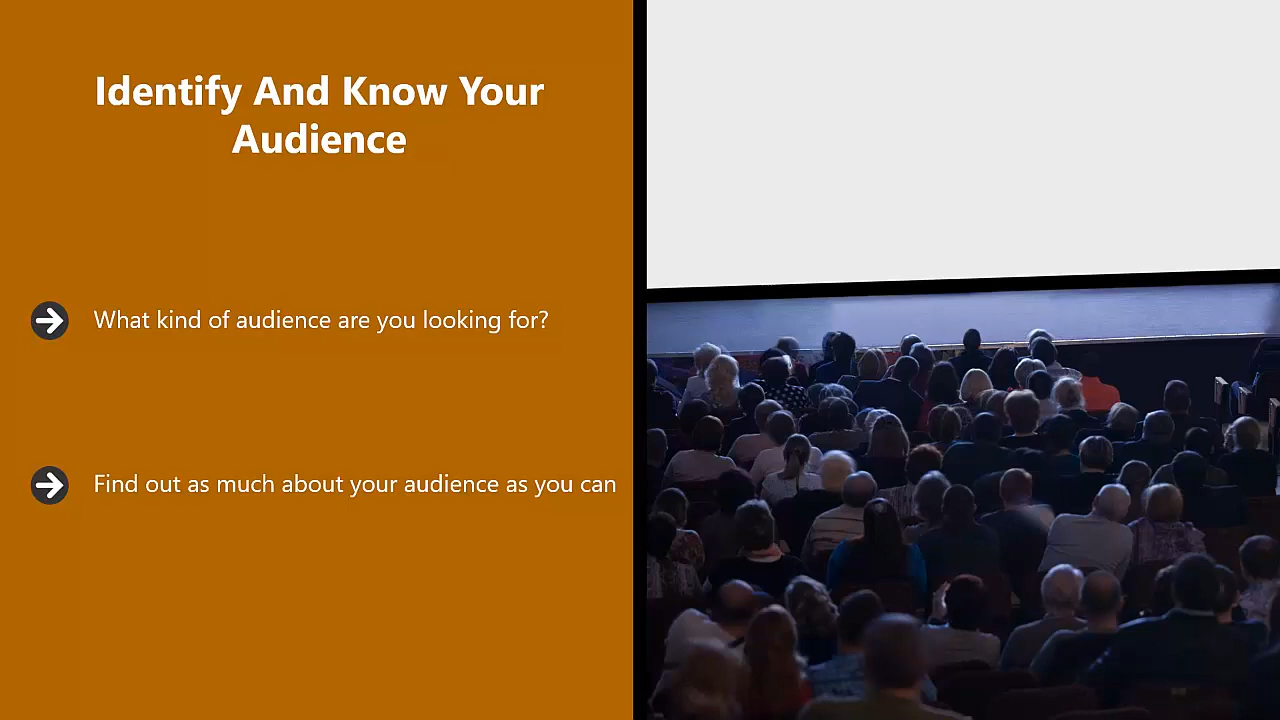 Identify And Know Your
Audience
What kind of audience are you looking for?
Find out as much about your audience as you can